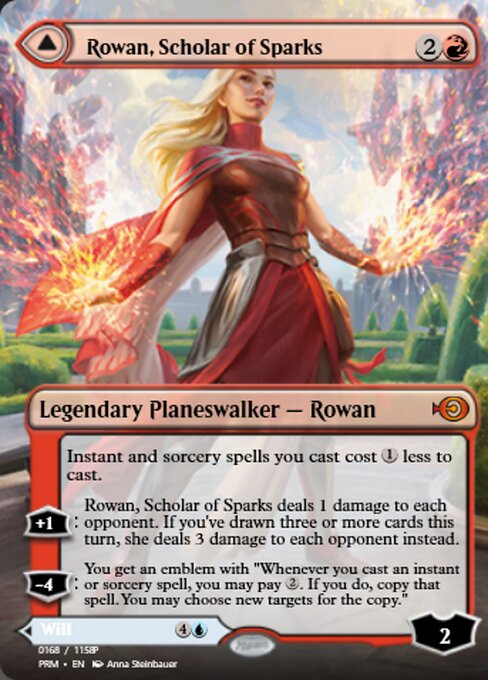 Rowan, Scholar of Sparks 2
Legendary Planeswalker — Rowan
Instant and sorcery spells you cast cost 1 less to
cast.
+1: Rowan, Scholar of Sparks deals 1 damage to each
opponent. If you've drawn three or more cards this
turn, she deals 3 damage to each opponent instead.
-4: You get an emblem with "Whenever you cast an instant
or sorcery spell, you may pay 2. If you do, copy that
spell. You may choose new targets for the copy."
Will 4
2
0168 / 1158P
PRM • EN Anna Steinbauer